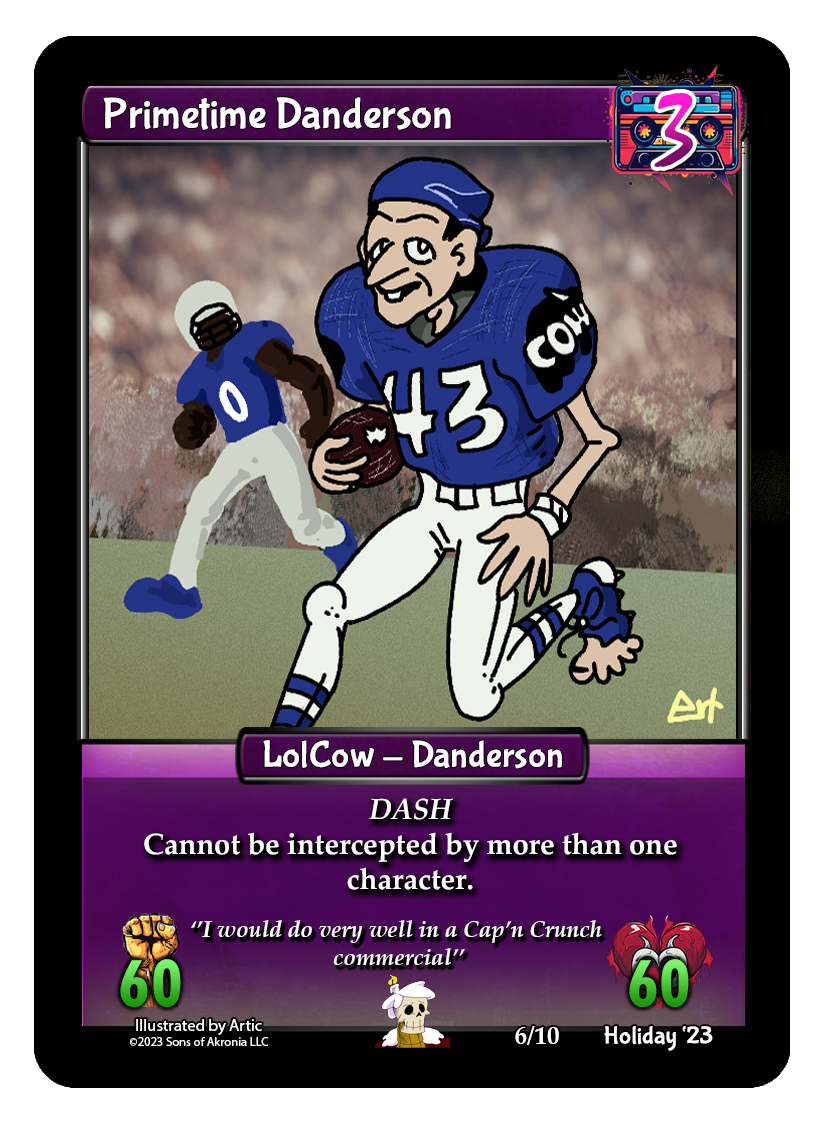 Primetime Danderson
3
COW
0
43
Art
LolCow – Danderson
DASH
Cannot be intercepted by more than one
character.
‘‘I would do very well in a Cap’n Crunch
commercial’’
60
60
Illustrated by Artic
©2023 Sons of Akronia LLC
6/10
Holiday ‘23